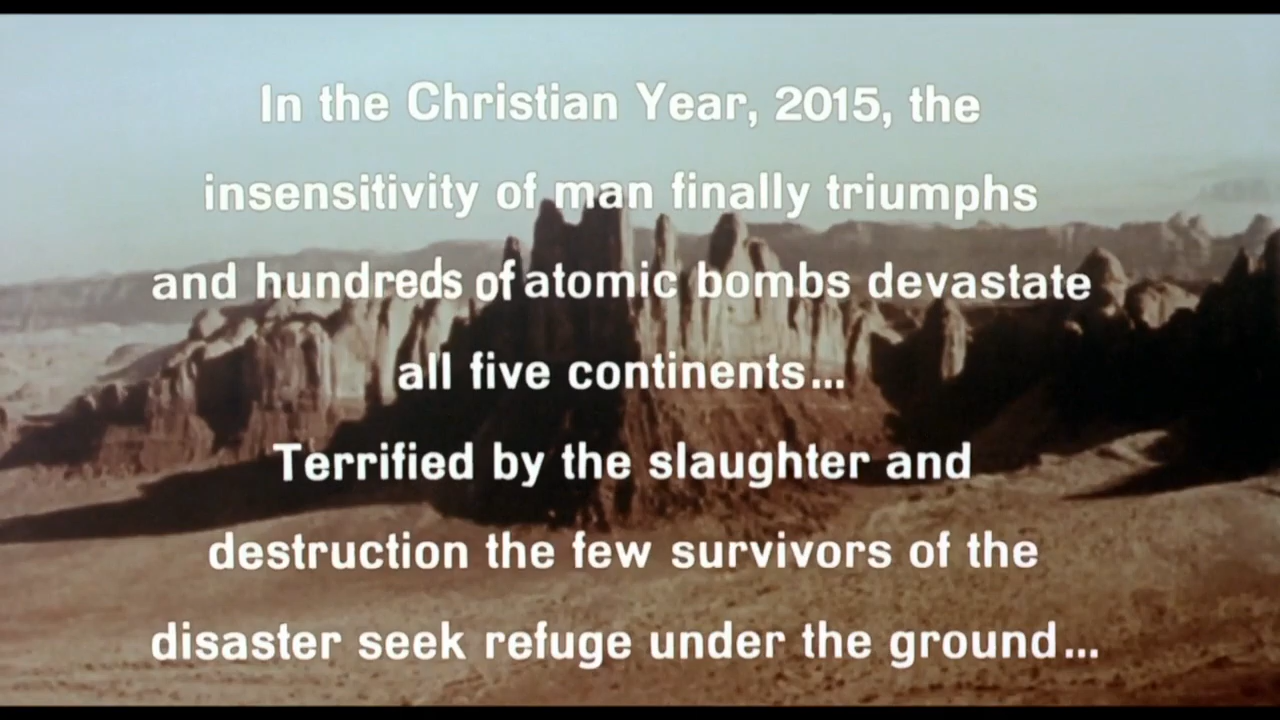 In the Christian Year, 2015, the
insensitivity of man finally triumphs
and hundreds of atomic bombs devastate
all five continents...
Terrified by the slaughter and
destruction the few survivors of the
disaster seek refuge under the ground...